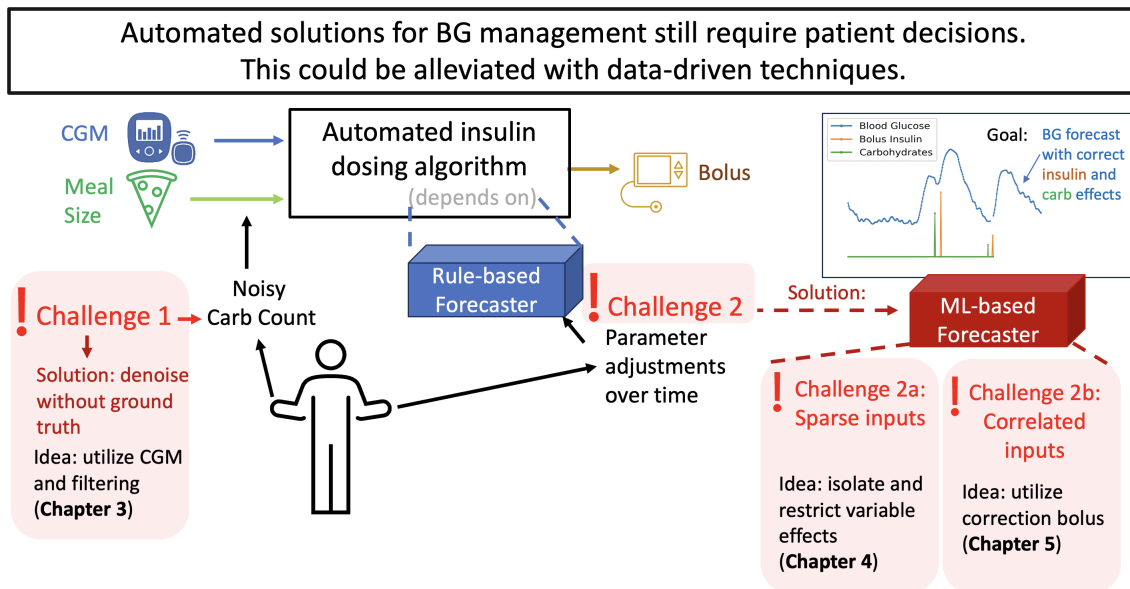 Automated solutions for BG management still require patient decisions.
This could be alleviated with data-driven techniques.
CGM
Meal
Size
Automated insulin
dosing algorithm
(depends on)
Bolus
Blood Glucose
Bolus Insulin
Carbohydrates
Goal:
BG forecast
with correct
insulin and
carb effects
Rule-based
Forecaster
! Challenge 1
Solution: denoise
without ground
truth
Idea: utilize CGM
and filtering
(Chapter 3)
Noisy
Carb Count
! Challenge 2
Parameter
adjustments
over time
Solution:
ML-based
Forecaster
! Challenge 2a:
Sparse inputs
Idea: isolate and
restrict variable
effects
(Chapter 4)
! Challenge 2b:
Correlated
inputs
Idea: utilize
correction bolus
(Chapter 5)